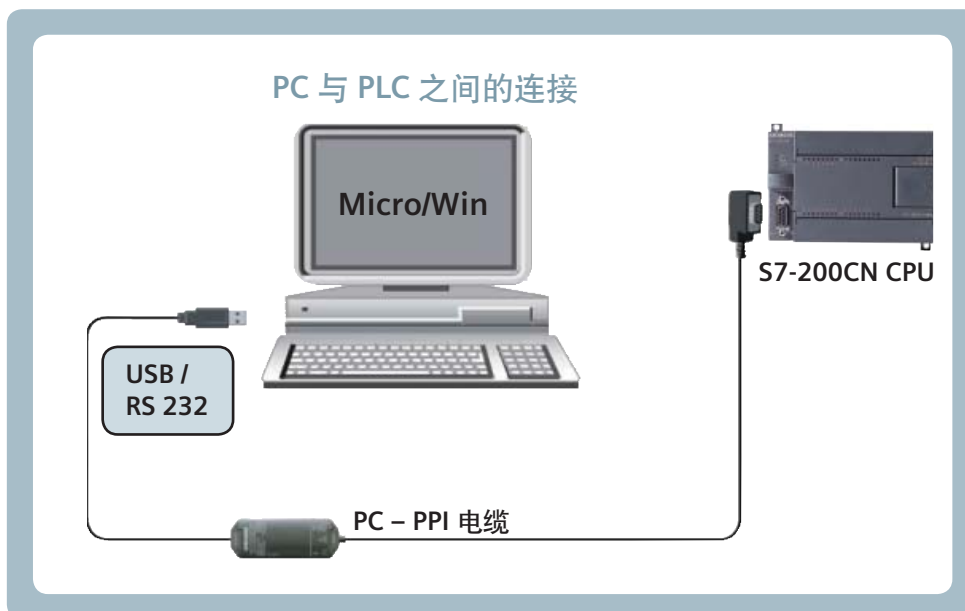 PC 与 PLC 之间的连接
Micro/Win
S7-200CN CPU
USB /
RS 232
PC – PPI 电缆